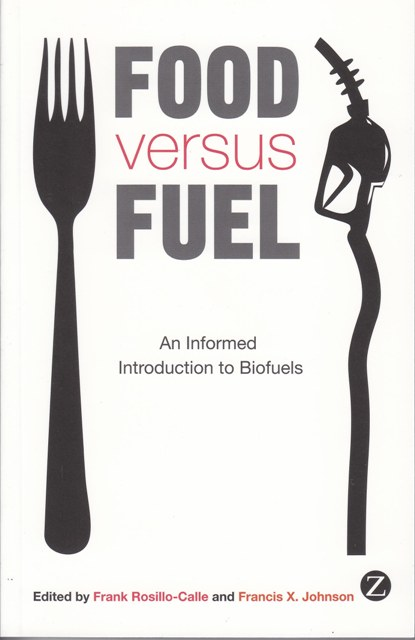 FOOD
versus
FUEL
An Informed
Introduction to Biofuels
Edited by Frank Rosillo-Calle and Francis X. Johnson
Z